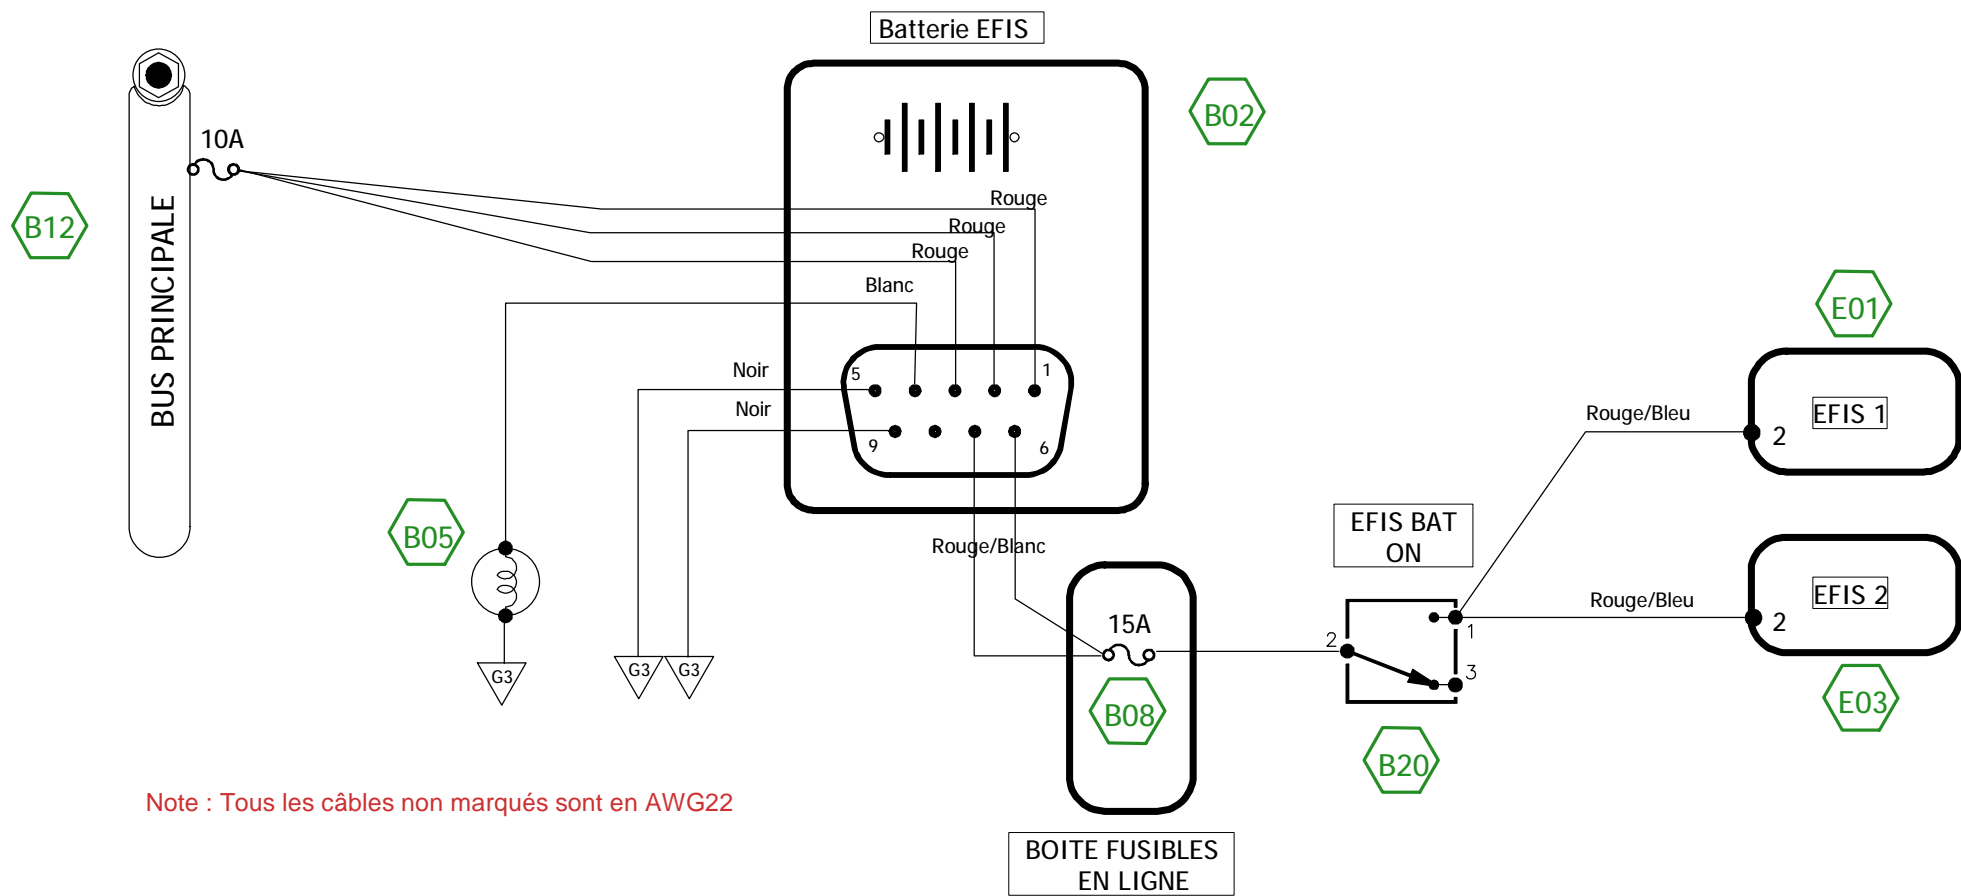 Batterie EFIS
B02
10A
B12
BUS PRINCIPALE
Rouge
Rouge
Rouge
Blanc
Noir
5
1
Noir
9
6
E01
EFIS 1
2
Rouge/Bleu
B05
Rouge/Blanc
EFIS BAT
ON
EFIS 2
2
Rouge/Bleu
15A
2
1
3
G3
G3
G3
B08
E03
B20
Note : Tous les câbles non marqués sont en AWG22
BOITE FUSIBLES
EN LIGNE